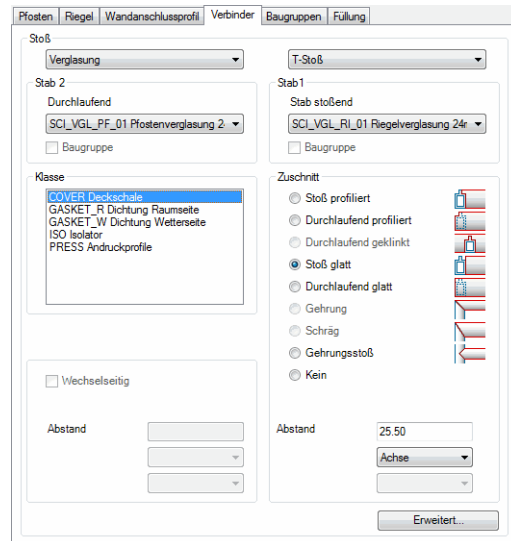 Pfosten Riegel Wandanschlussprofil Verbinder Baugruppen Füllung
Stoß
Verglasung T-Stoß
Stab 2 Stab1
Durchlaufend Stab stoßend
SCI_VGL_PF_01 Pfostenverglasung 2 SCI_VGL_RI_01 Riegelverglasung 24r
Baugruppe Baugruppe
Klasse Zuschnitt
COVER Deckschale
GASKET_R Dichtung Raumseite
GASKET_W Dichtung Wetterseite
ISO Isolator
PRESS Andruckprofile
Stoß profiliert
Durchlaufend profiliert
Durchlaufend geklinkt
Stoß glatt
Durchlaufend glatt
Gehrung
Schräg
Gehrungsstoß
Kein
Wechselseitig
Abstand Abstand 25.50
Achse
Erweitert...